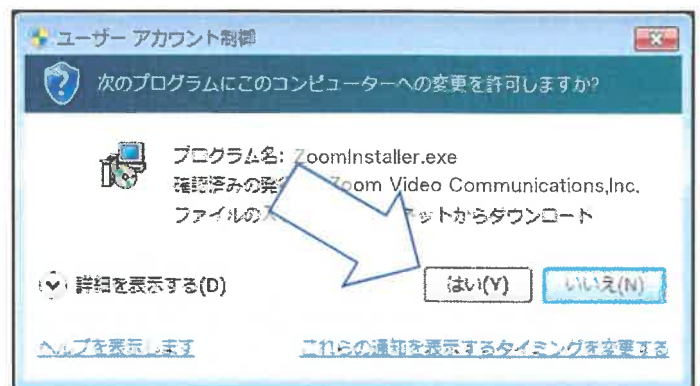 ユーザー アカウント制御
次のプログラムにこのコンピューターへの変更を許可しますか?
プログラム名: ZoomInstaller.exe
確認済みの発 Zoom Video Communications,Inc.
ファイルの ネットからダウンロード
詳細を表示する(D)
はい(Y) いいえ(N)
ヘルプを表示します これらの通知を表示するタイミングを変更する